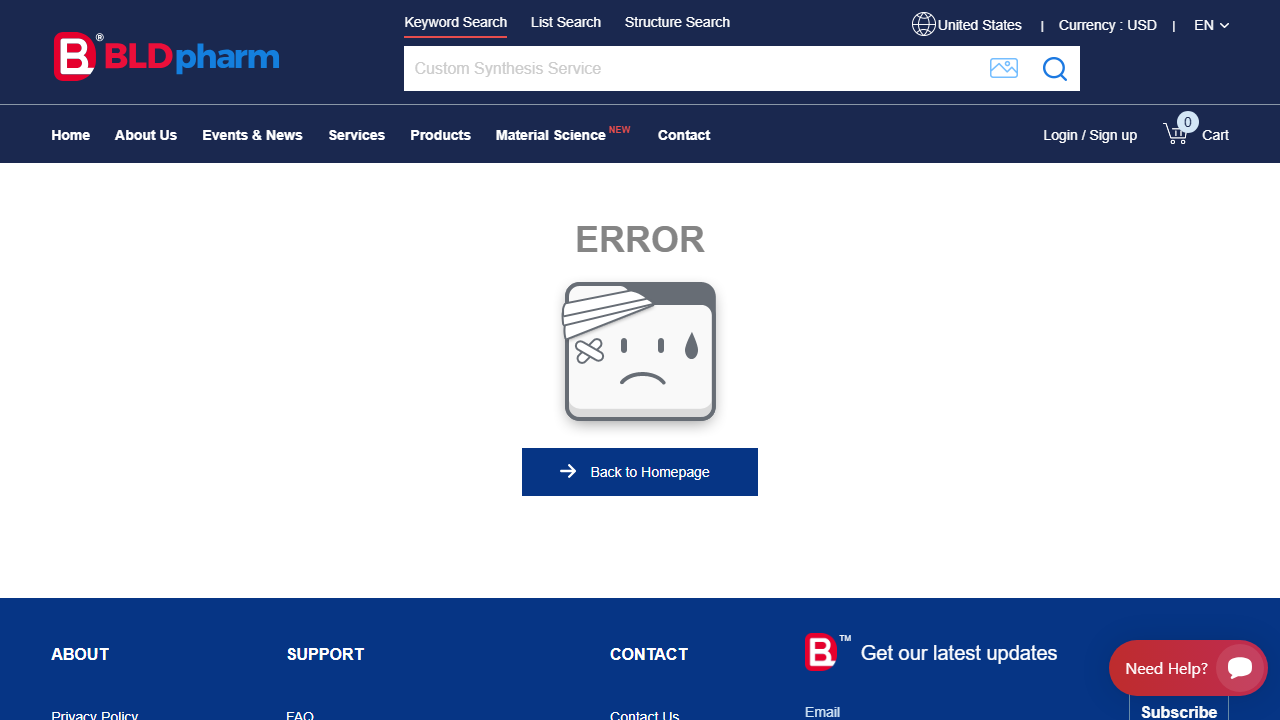 Keyword Search List Search Structure Search
United States | Currency : USD | EN
B® BLDpharm
Custom Synthesis Service
Home About Us Events & News Services Products Material Science NEW Contact
Login / Sign up 0 Cart
ERROR
Back to Homepage
ABOUT SUPPORT CONTACT
B™ Get our latest updates
Need Help?
Privacy Policy FAQ Contact Us
Email Subscribe